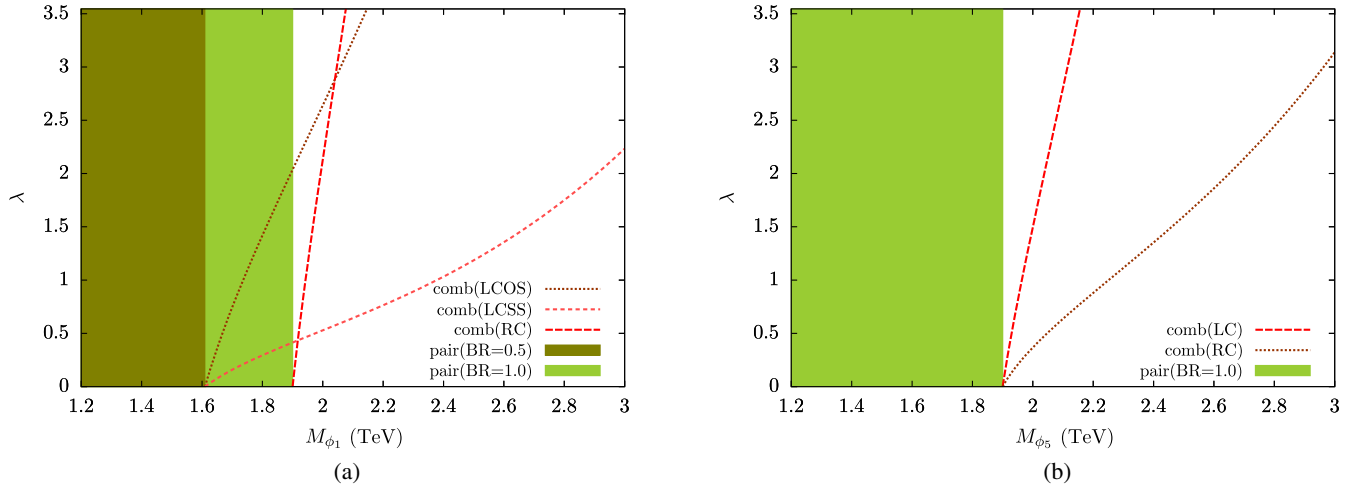 3.5
3
2.5
2
1.5
1
0.5
0
λ
1.2 1.4 1.6 1.8 2 2.2 2.4 2.6 2.8 3
M_{ϕ_1} (TeV)
comb(LCOS)
comb(LCSS)
comb(RC)
pair(BR=0.5)
pair(BR=1.0)
(a)
3.5
3
2.5
2
1.5
1
0.5
0
λ
1.2 1.4 1.6 1.8 2 2.2 2.4 2.6 2.8 3
M_{ϕ_5} (TeV)
comb(LC)
comb(RC)
pair(BR=1.0)
(b)